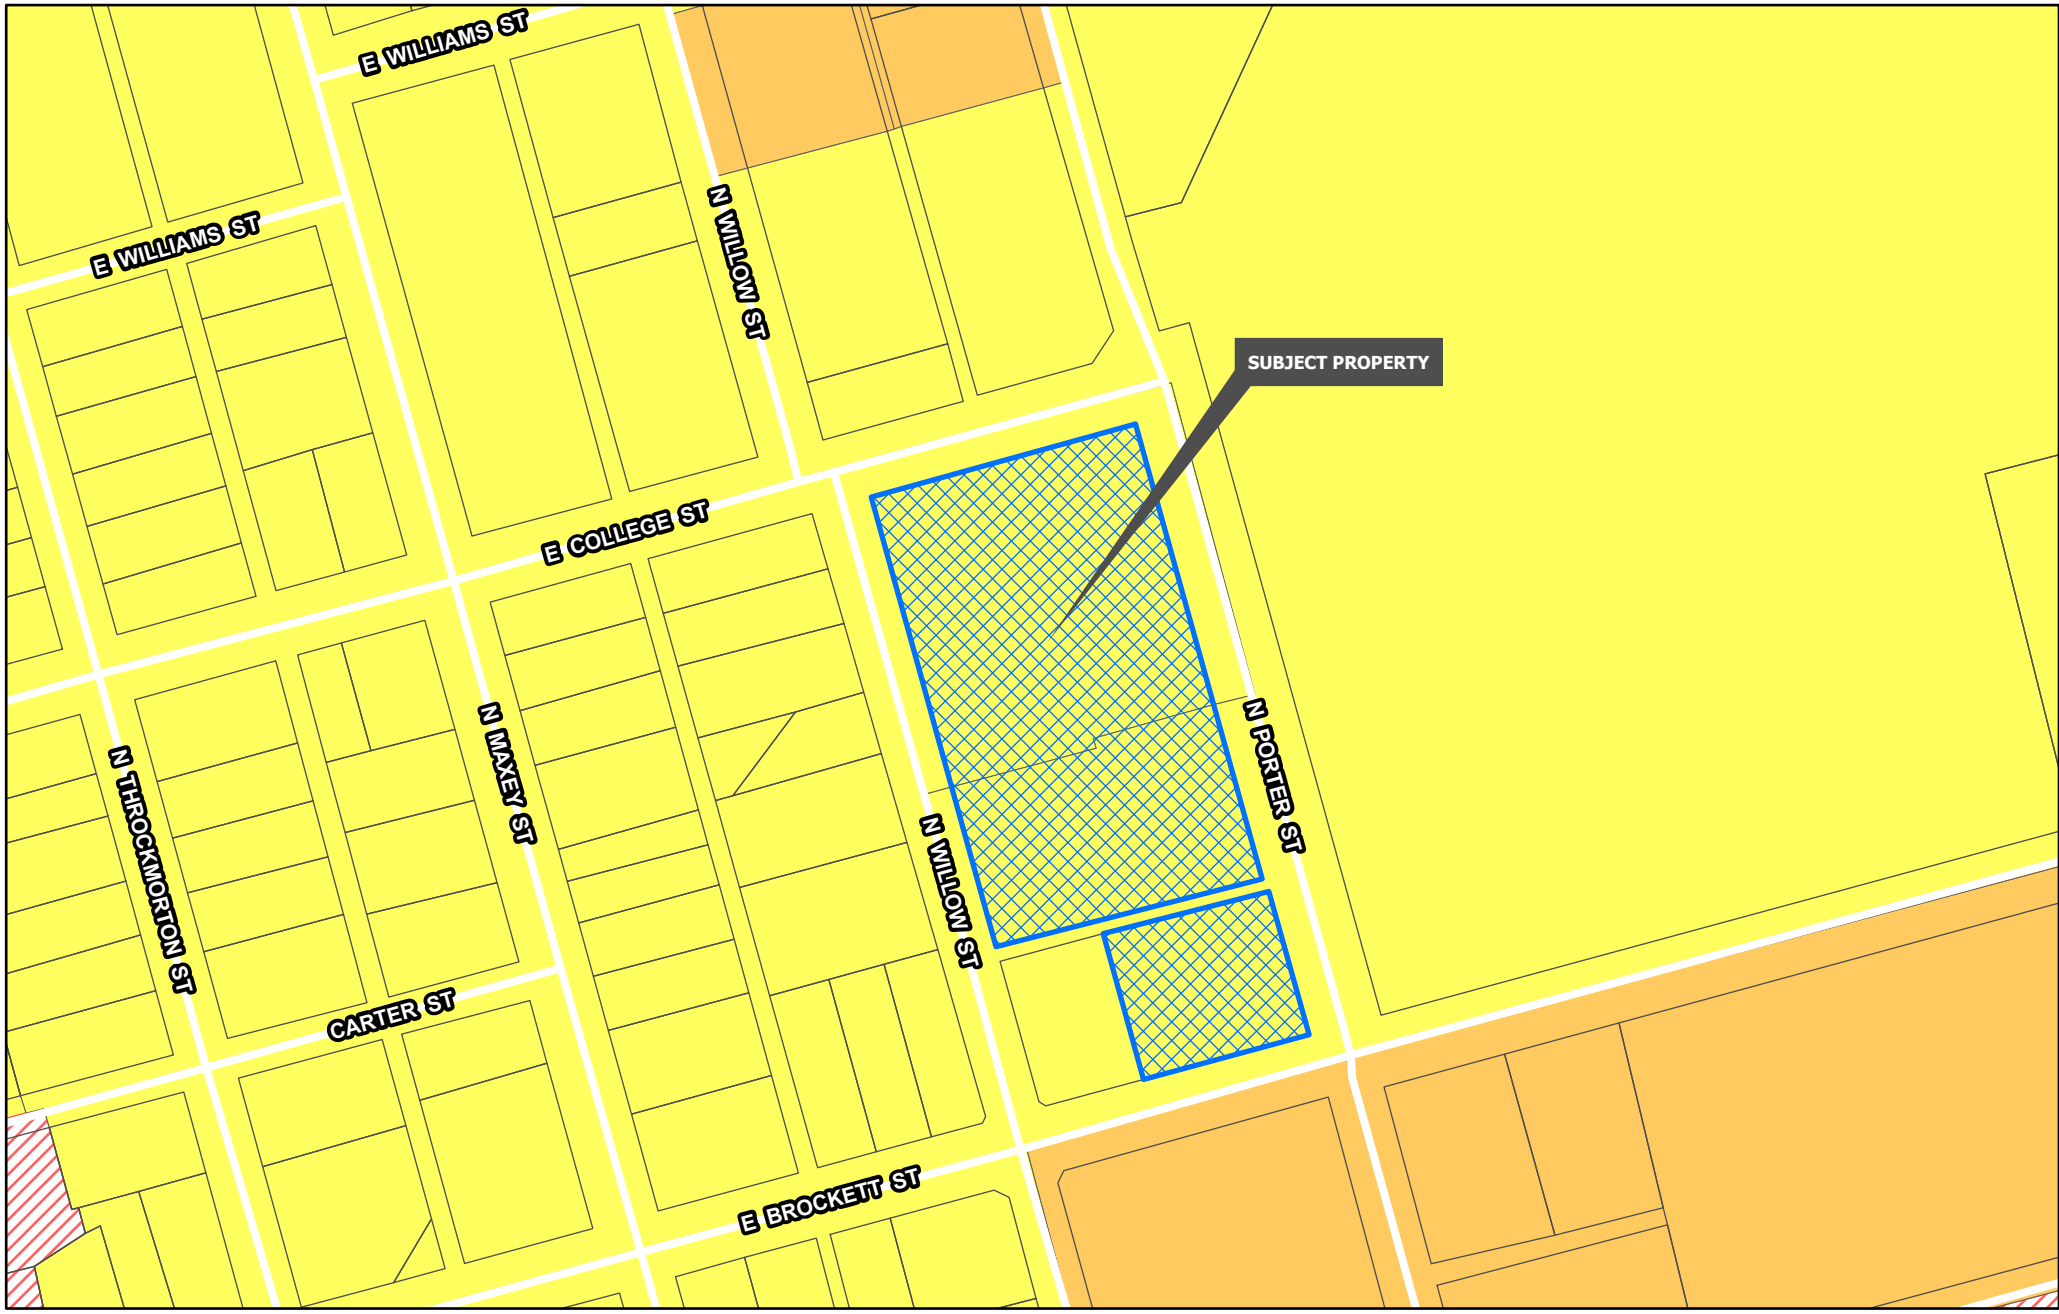 E WILLIAMS ST
E WILLIAMS ST
N WILLOW ST
SUBJECT PROPERTY
E COLLEGE ST
N MAXEY ST
N PORTER ST
N THROCKMORTON ST
N WILLOW ST
CARTER ST
E BROCKETT ST